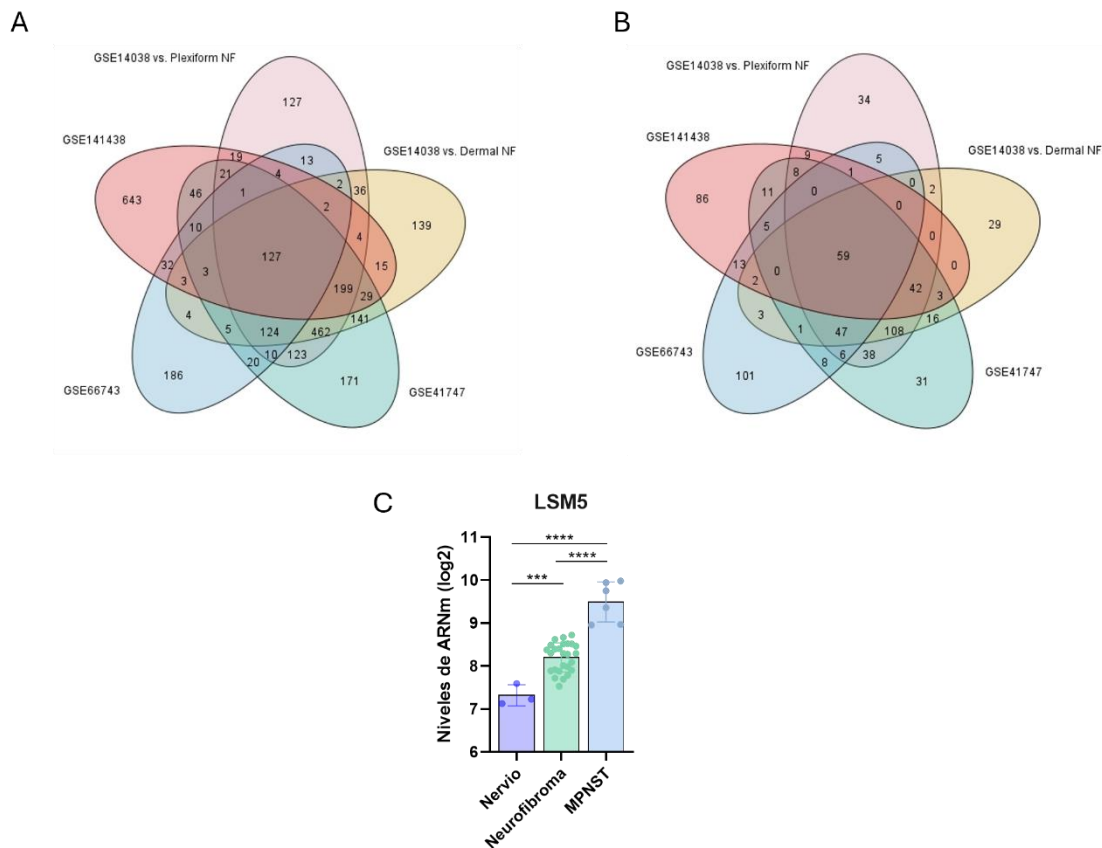 A
B
GSE14038 vs. Plexiform NF
GSE14038 vs. Plexiform NF
127
34
GSE141438
GSE14038 vs. Dermal NF
GSE141438
GSE14038 vs. Dermal NF
19 13
9 5
21 4 2 36
8 1 0 2
643 46 1 2 139
86 11 0 0 29
10 4
5 0
127 15
59 0
32 3 3 199 29
13 2 0 42 3
4 5 124 462 141
3 1 47 108 16
20 10 123
8 6 38
186 171
101 31
GSE66743 GSE41747
GSE66743 GSE41747
C
LSM5
Niveles de ARNm (log2)
11
10
9
8
7
6
****
****
***
Nervio
Neurofibroma
MPNST